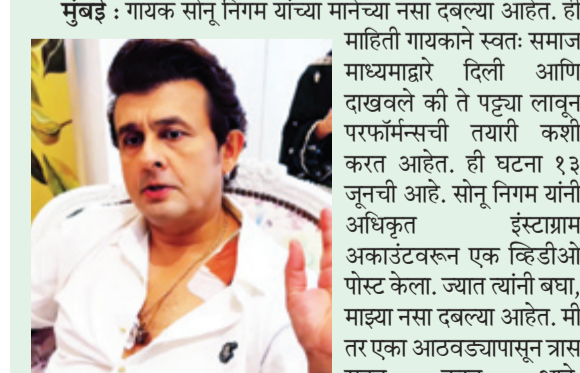 मुंबई : गायक सोनू निगम यांच्या मानेच्या नसा दबल्या आहेत. ही
माहिती गायकाने स्वतः समाज
माध्यमाद्वारे दिली आणि
दाखवले की ते पट्ट्या लावून
परफॉर्मन्सची तयारी कशी
करत आहेत. ही घटना १३
जूनची आहे. सोनू निगम यांनी
अधिकृत इंस्टाग्राम
अकाउंटवरून एक व्हिडीओ
पोस्ट केला. ज्यात त्यांनी बघा,
माझ्या नसा दबल्या आहेत. मी
तर एका आठवड्यापासून त्रास